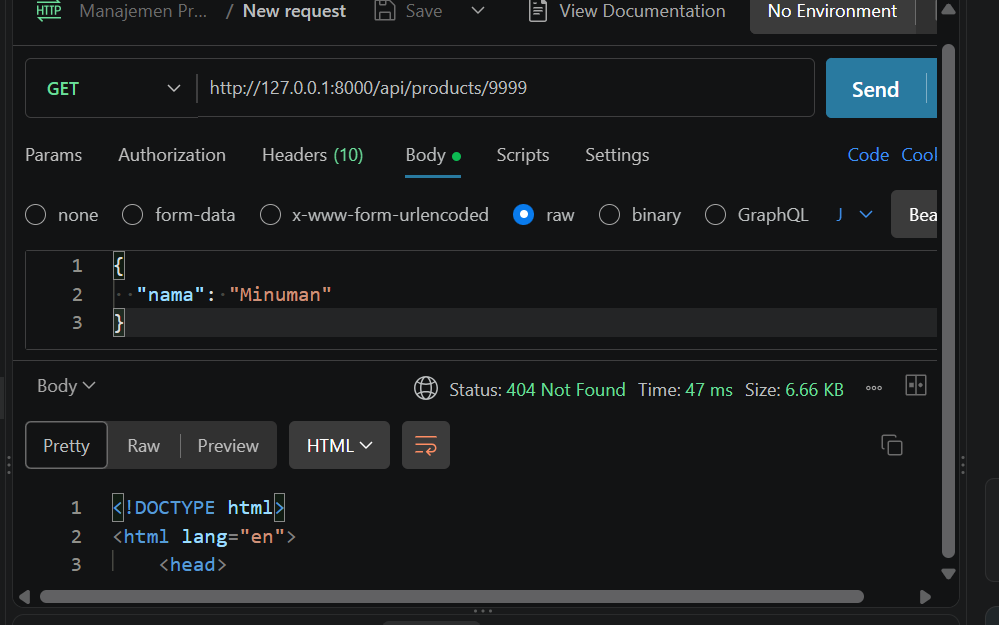 HTTP Manajemen Pr... / New request Save View Documentation No Environment
GET http://127.0.0.1:8000/api/products/9999 Send
Params Authorization Headers (10) Body Scripts Settings Code Cool
none form-data x-www-form-urlencoded raw binary GraphQL J Bea
1 {
2 "nama": "Minuman"
3 }
Body Status: 404 Not Found Time: 47 ms Size: 6.66 KB
Pretty Raw Preview HTML
1 <!DOCTYPE html>
2 <html lang="en">
3 <head>